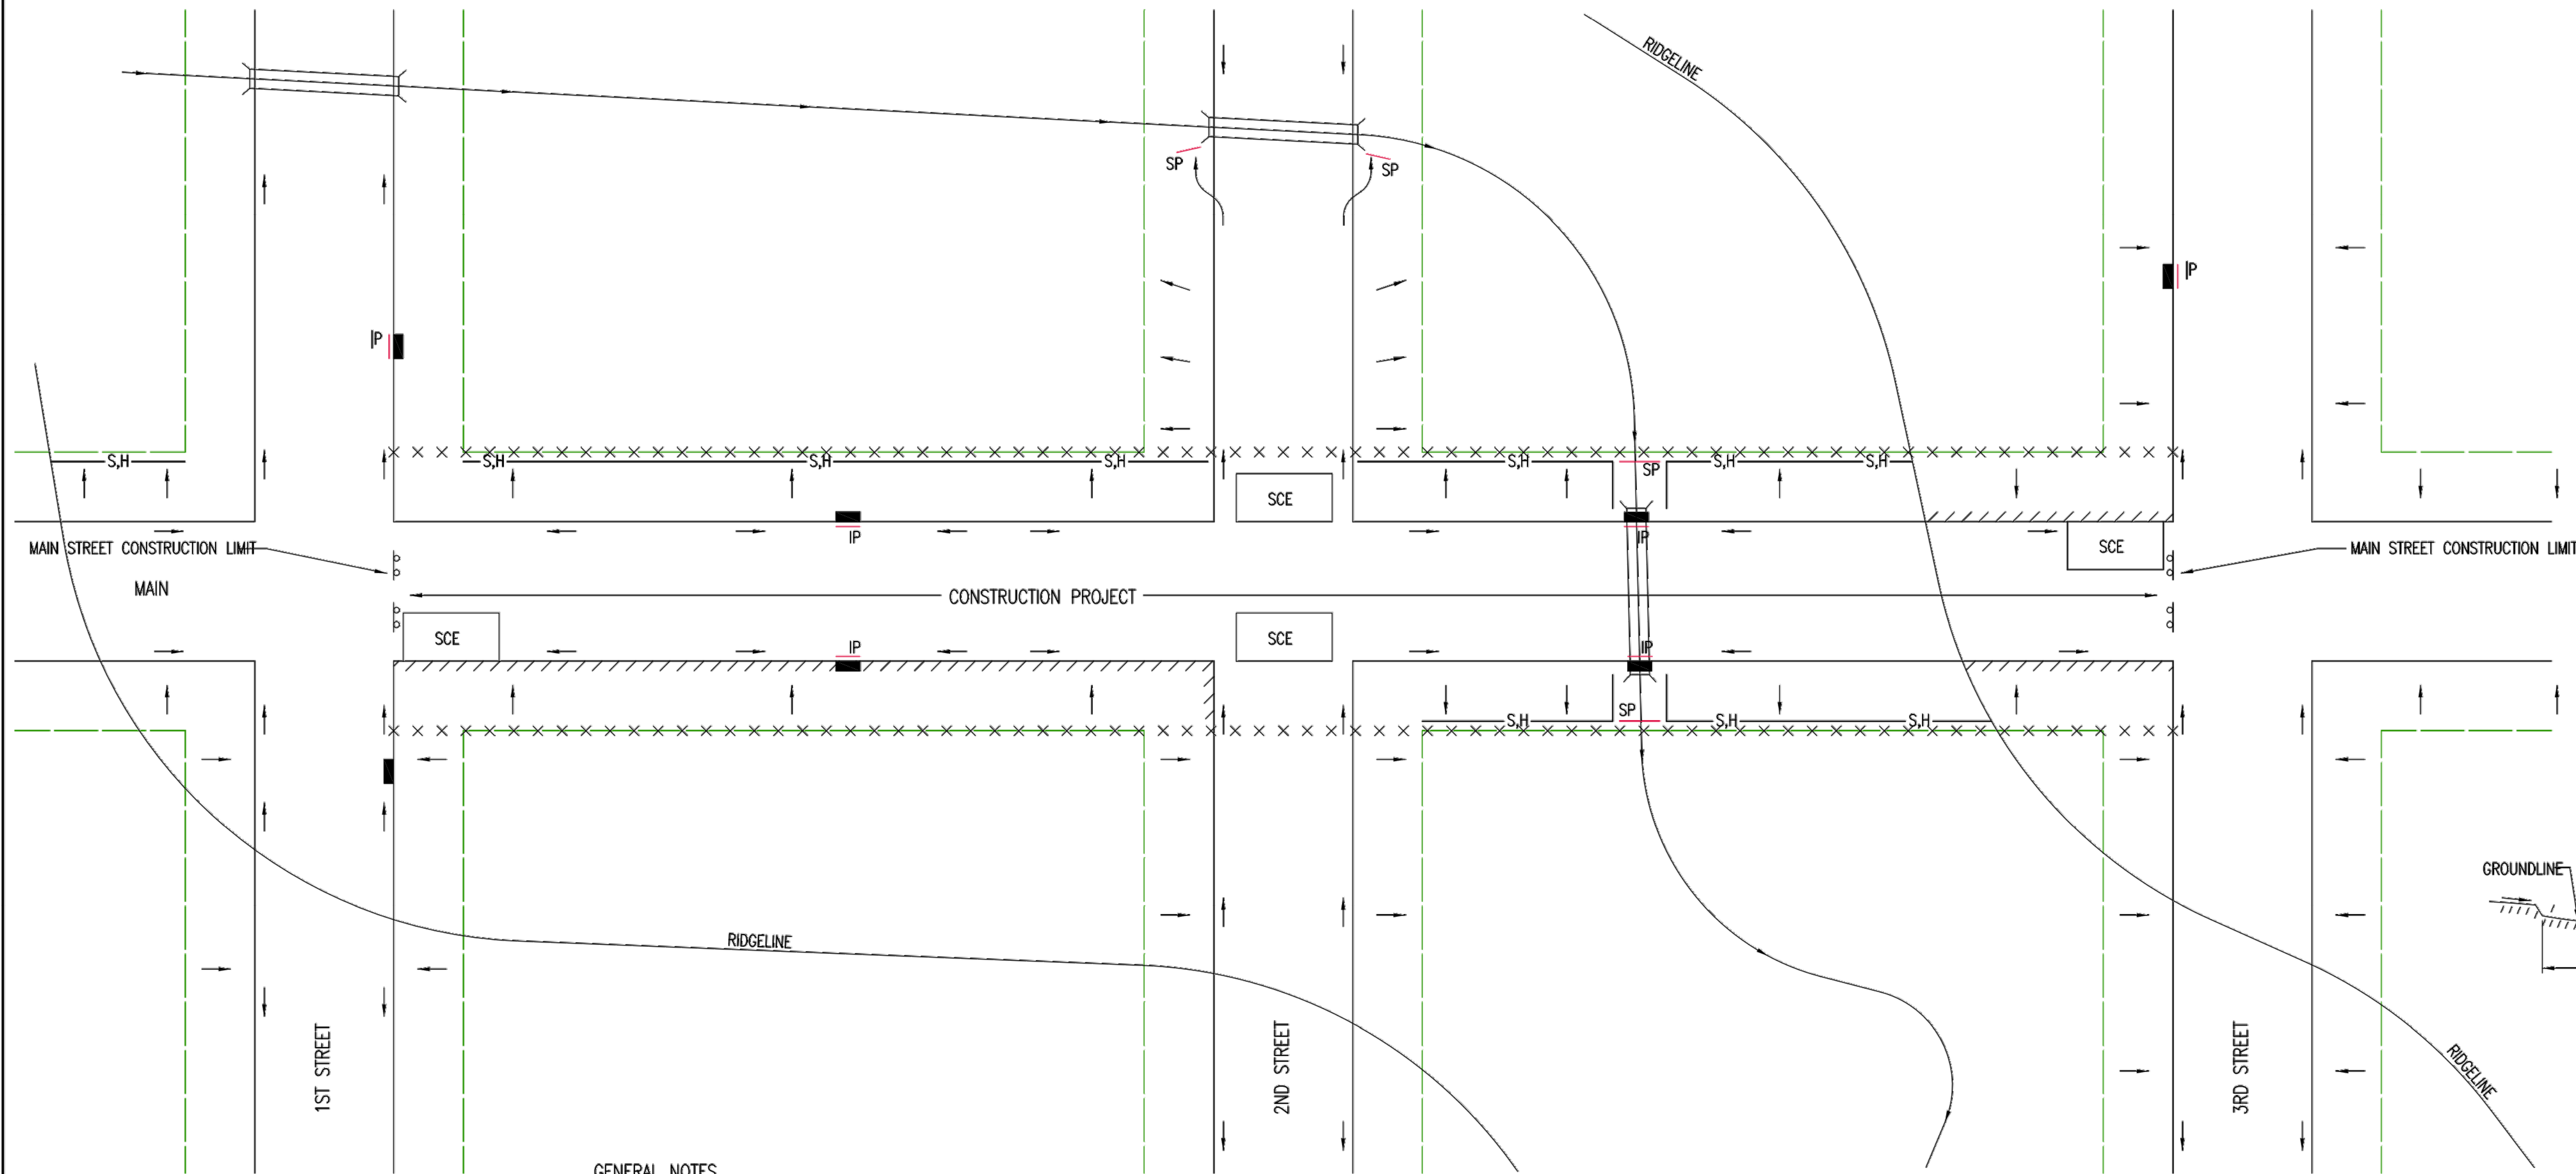 RIDGELINE
SP
SP
IP
IP
S,H
S,H
S,H
S,H
S,H
SP
S,H
S,H
SCE
IP
IP
MAIN STREET CONSTRUCTION LIMIT
SCE
MAIN STREET CONSTRUCTION LIMIT
MAIN
CONSTRUCTION PROJECT
SCE
SCE
IP
IP
SP
S,H
S,H
S,H
GROUNDLINE
RIDGELINE
1ST STREET
2ND STREET
3RD STREET
RIDGELINE
GENERAL NOTES